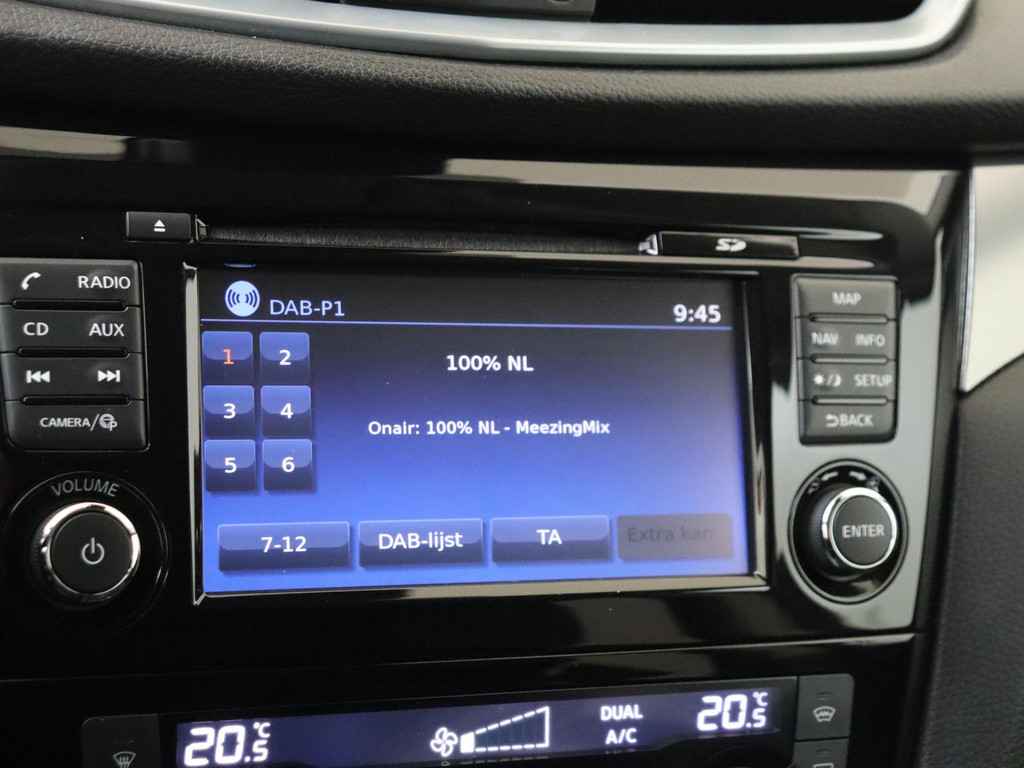 SD
RADIO
CD AUX
CAMERA/
VOLUME
DAB-P1 9:45
1 2
3 4
5 6
100% NL
Onair: 100% NL - MeezingMix
7-12 DAB-lijst TA Extra kan
MAP
NAV INFO
SETUP
BACK
ENTER
20.5°C
DUAL
A/C
20.5°C